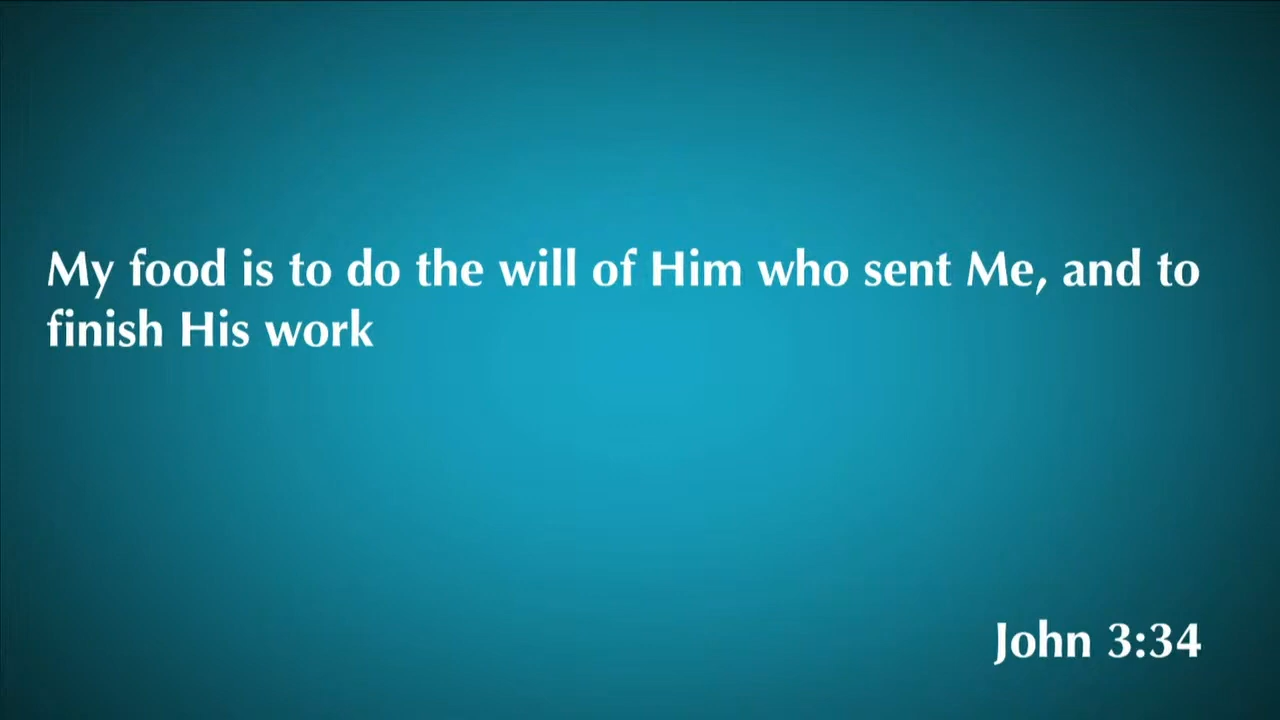 My food is to do the will of Him who sent Me, and to
finish His work
John 3:34